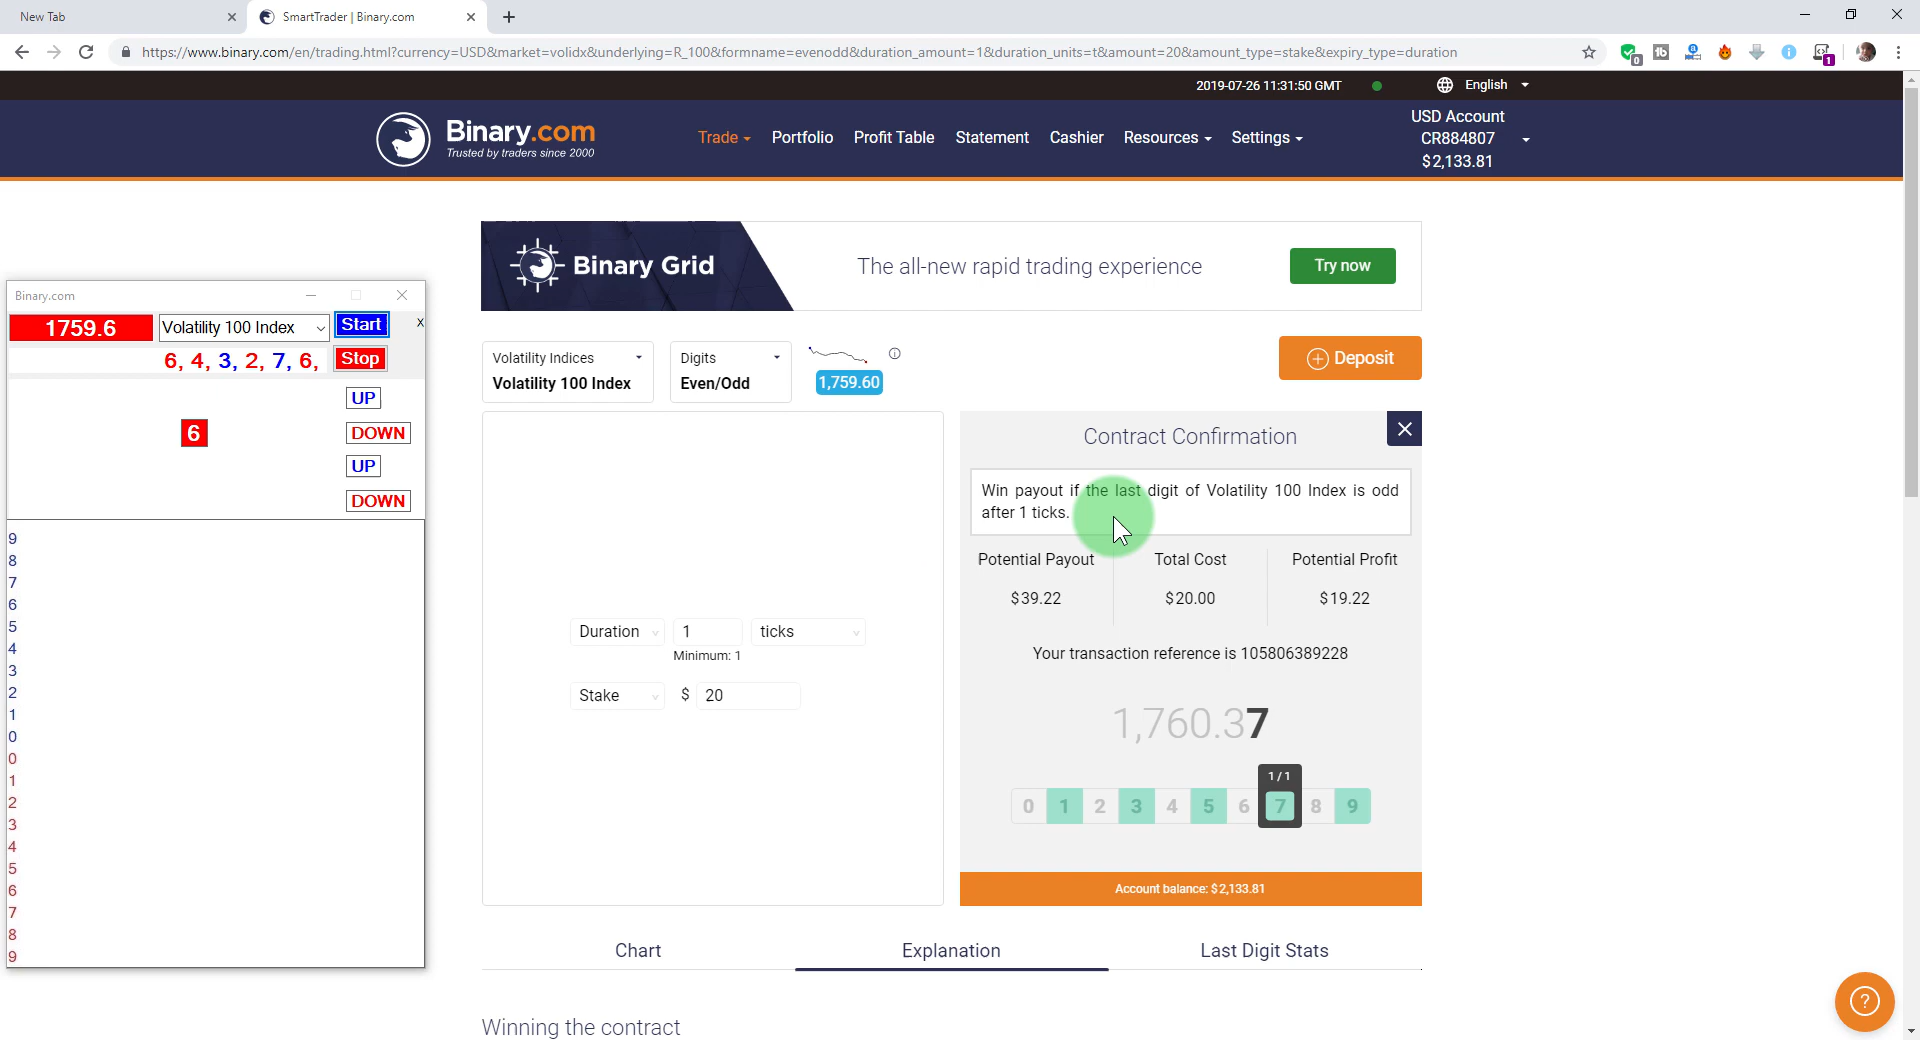 New Tab
SmartTrader | Binary.com
https://www.binary.com/en/trading.html?currency=USD&market=volidx&underlying=R_100&formname=evenodd&duration_amount=1&duration_units=t&amount=20&amount_type=stake&expiry_type=duration
0
1
2019-07-26 11:31:50 GMT
English
Binary.com
Trusted by traders since 2000
Trade
Portfolio
Profit Table
Statement
Cashier
Resources
Settings
USD Account
CR884807
$2,133.81
Binary Grid
The all-new rapid trading experience
Try now
Binary.com
1759.6
Volatility 100 Index
Start
X
6, 4, 3, 2, 7, 6,
Stop
UP
6
DOWN
UP
DOWN
9
8
7
6
5
4
3
2
1
0
0
1
2
3
4
5
6
7
8
9
Volatility Indices
Volatility 100 Index
Digits
Even/Odd
1,759.60
Deposit
Duration
1
ticks
Minimum: 1
Stake
$
20
Contract Confirmation
Win payout if the last digit of Volatility 100 Index is odd
after 1 ticks.
Potential Payout
Total Cost
Potential Profit
$39.22
$20.00
$19.22
Your transaction reference is 105806389228
1,760.37
1/1
0 1 2 3 4 5 6 7 8 9
Account balance: $2,133.81
Chart
Explanation
Last Digit Stats
Winning the contract
?